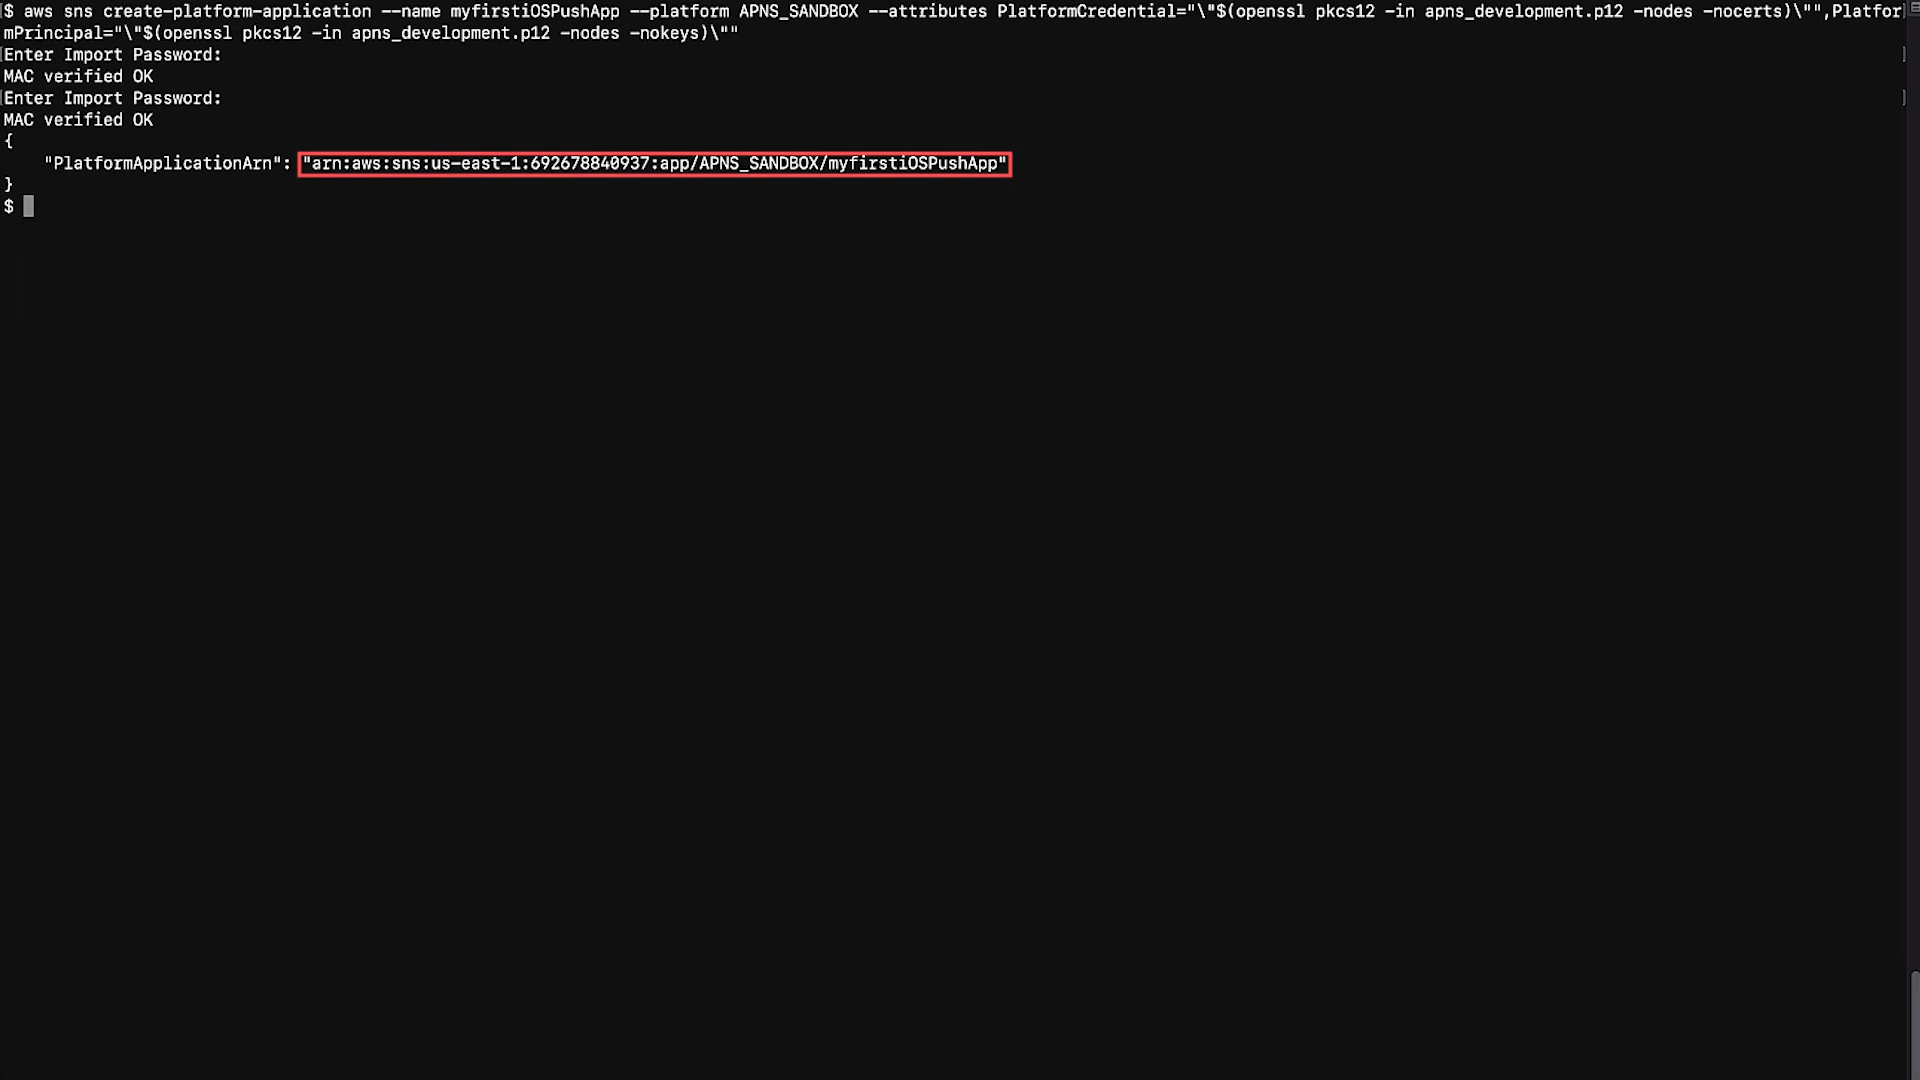 $ aws sns create-platform-application --name myfirstiOSPushApp --platform APNS_SANDBOX --attributes PlatformCredential="\"$(openssl pkcs12 -in apns_development.p12 -nodes -nocerts)\"",Platfor
mPrincipal="\"$(openssl pkcs12 -in apns_development.p12 -nodes -nokeys)\""
[Enter Import Password: ]
MAC verified OK
[Enter Import Password: ]
MAC verified OK
{
    "PlatformApplicationArn": "arn:aws:sns:us-east-1:692678840937:app/APNS_SANDBOX/myfirstiOSPushApp"
}
$